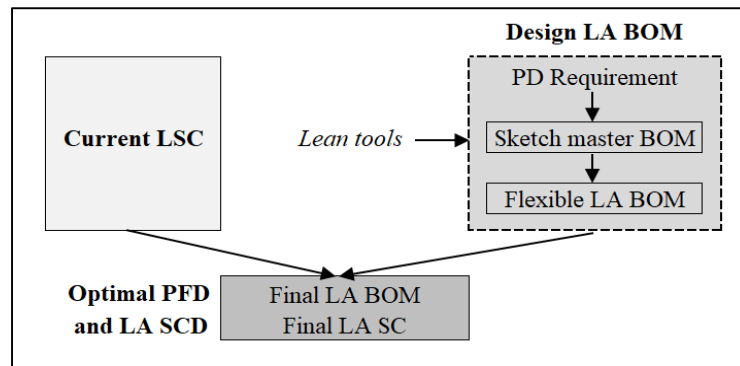 Design LA BOM
PD Requirement
Current LSC
Lean tools
Sketch master BOM
Flexible LA BOM
Optimal PFD
and LA SCD
Final LA BOM
Final LA SC